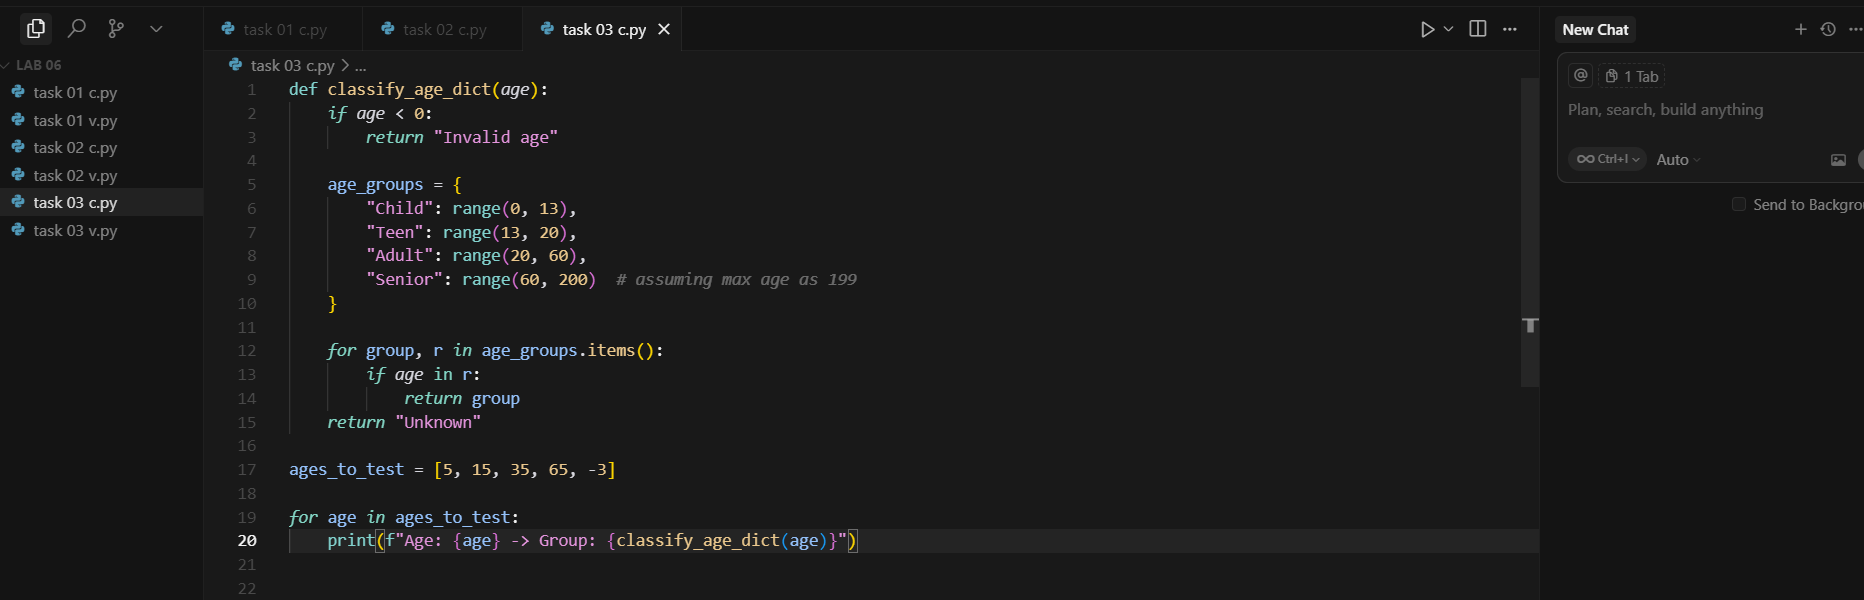 LAB 06
task 01 c.py
task 01 v.py
task 02 c.py
task 02 v.py
task 03 c.py
task 03 v.py
task 01 c.py
task 02 c.py
task 03 c.py
task 03 c.py > ...
1 def classify_age_dict(age):
2     if age < 0:
3         return "Invalid age"
4
5     age_groups = {
6         "Child": range(0, 13),
7         "Teen": range(13, 20),
8         "Adult": range(20, 60),
9         "Senior": range(60, 200)  # assuming max age as 199
10     }
11
12     for group, r in age_groups.items():
13         if age in r:
14             return group
15     return "Unknown"
16
17 ages_to_test = [5, 15, 35, 65, -3]
18
19 for age in ages_to_test:
20     print(f"Age: {age} -> Group: {classify_age_dict(age)}")
21
22
New Chat
@ 1 Tab
Plan, search, build anything
∞ Ctrl+I Auto
Send to Backgrou